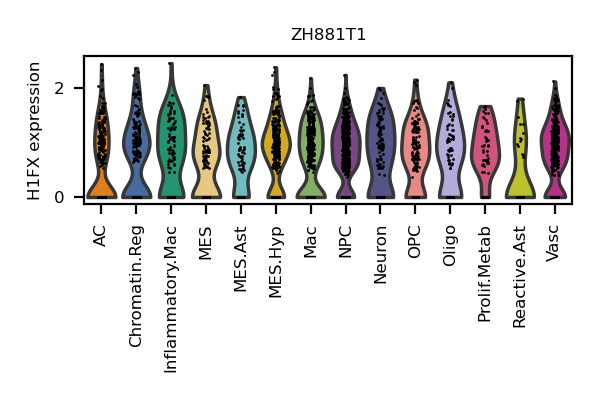 ZH881T1
H1FX expression
2
0
AC
Chromatin.Reg
Inflammatory.Mac
MES
MES.Ast
MES.Hyp
Mac
NPC
Neuron
OPC
Oligo
Prolif.Metab
Reactive.Ast
Vasc